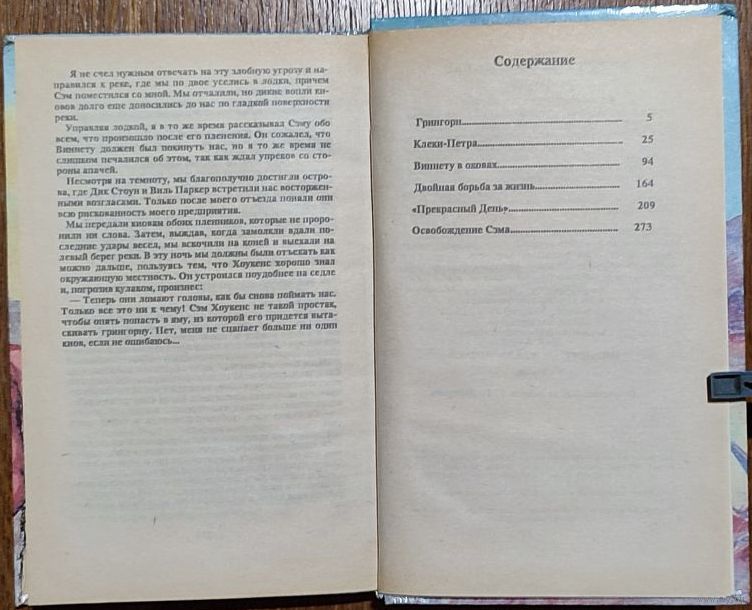 Я не счел нужным отвечать на эту злобную угрозу и на-
правился к реке, где мы по двое уселись в лодки, причем
Сэм поместился со мной. Мы отчалили, но дикие вопли ки-
овов долго еще доносились до нас по гладкой поверхности
реки.
Управляя лодкой, я в то же время рассказывал Сэму обо
всем, что произошло после его пленения. Он сожалел, что
Виннету должен был покинуть нас, но в то же время не
слишком печалился об этом, так как ждал упреков со сто-
роны апачей.
Несмотря на темноту, мы благополучно достигли остро-
ва, где Дик Стоун и Виль Паркер встретили нас восторжен-
ными возгласами. Только после моего отъезда поняли они
всю рискованность моего предприятия.
Мы передали киовам обоих пленников, которые не проро-
нили ни слова. Затем, выждав, когда замолкли вдали по-
следние удары весел, мы вскочили на коней и выехали на
левый берег реки. В эту ночь мы должны были отъехать как
можно дальше, пользуясь тем, что Хоукенс хорошо знал
окружающую местность. Он устроился поудобнее на седле
и, погрозив кулаком, произнес:
— Теперь они ломают головы, как бы снова поймать нас.
Только все это ни к чему! Сэм Хоукенс не такой простак,
чтобы опять попасть в яму, из которой его придется выта-
скивать грингорну. Нет, меня не сцапает больше ни один
киов, если не ошибаюсь...
Содержание
Грингорн 5
Клеки-Петра 25
Виннету в оковах 94
Двойная борьба за жизнь 164
«Прекрасный День» 209
Освобождение Сэма 273